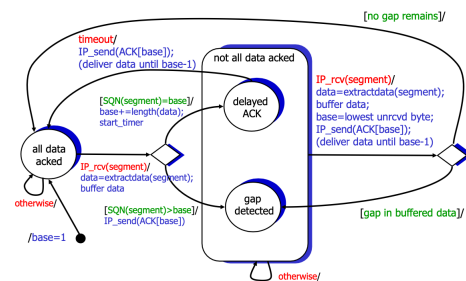 [no gap remains]/
timeout/
IP_send(ACK[base]);
(deliver data until base-1)
not all data acked
IP_rcv(segment)/
data=extractdata(segment);
buffer data;
base=lowest unrcvd byte;
IP_send(ACK[base]);
(deliver data until base-1)
[SQN(segment)=base]/
base+=length(data);
start_timer
delayed
ACK
all data
acked
IP_rcv(segment)/
data=extractdata(segment);
buffer data
otherwise/
[SQN(segment)>base]/
IP_send(ACK[base])
gap
detected
[gap in buffered data]/
/base=1
otherwise/